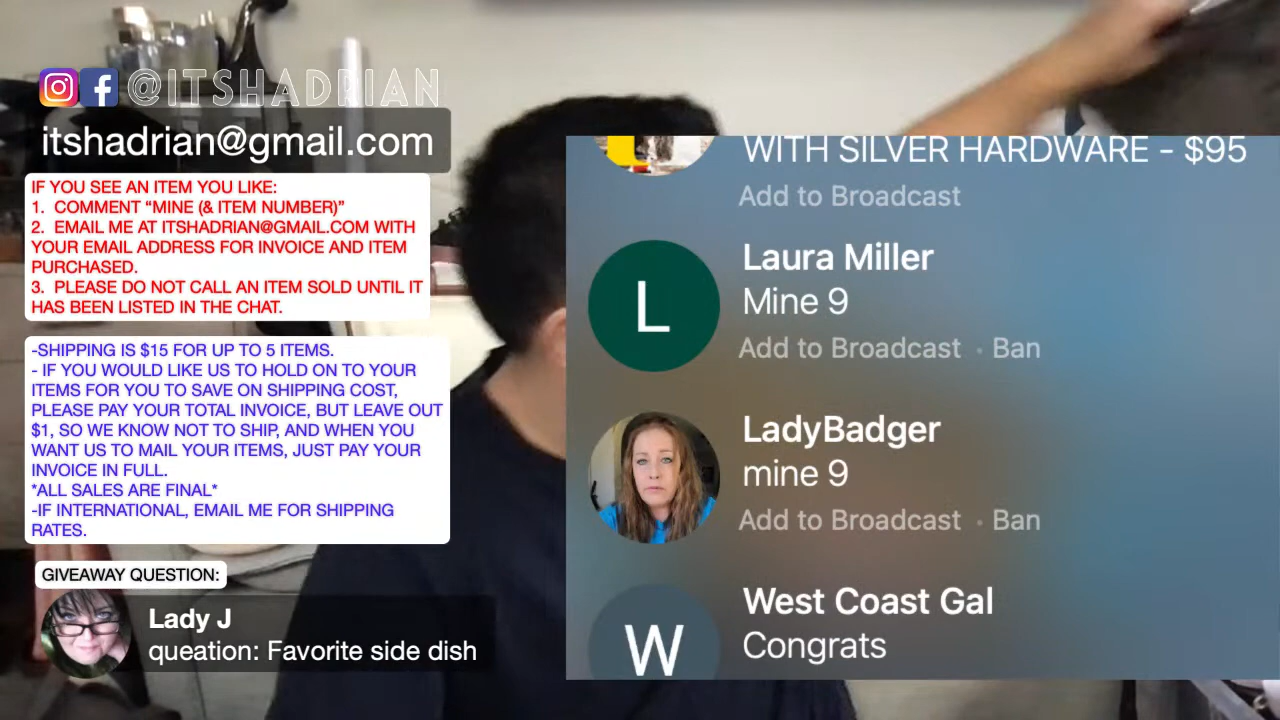 @ITSHADRIAN
itshadrian@gmail.com
IF YOU SEE AN ITEM YOU LIKE:
1. COMMENT “MINE (& ITEM NUMBER)”
2. EMAIL ME AT ITSHADRIAN@GMAIL.COM WITH
YOUR EMAIL ADDRESS FOR INVOICE AND ITEM
PURCHASED.
3. PLEASE DO NOT CALL AN ITEM SOLD UNTIL IT
HAS BEEN LISTED IN THE CHAT.
-SHIPPING IS $15 FOR UP TO 5 ITEMS.
- IF YOU WOULD LIKE US TO HOLD ON TO YOUR
ITEMS FOR YOU TO SAVE ON SHIPPING COST,
PLEASE PAY YOUR TOTAL INVOICE, BUT LEAVE OUT
$1, SO WE KNOW NOT TO SHIP, AND WHEN YOU
WANT US TO MAIL YOUR ITEMS, JUST PAY YOUR
INVOICE IN FULL.
*ALL SALES ARE FINAL*
-IF INTERNATIONAL, EMAIL ME FOR SHIPPING
RATES.
GIVEAWAY QUESTION:
Lady J
queation: Favorite side dish
WITH SILVER HARDWARE - $95
Add to Broadcast
L
Laura Miller
Mine 9
Add to Broadcast · Ban
LadyBadger
mine 9
Add to Broadcast · Ban
W
West Coast Gal
Congrats